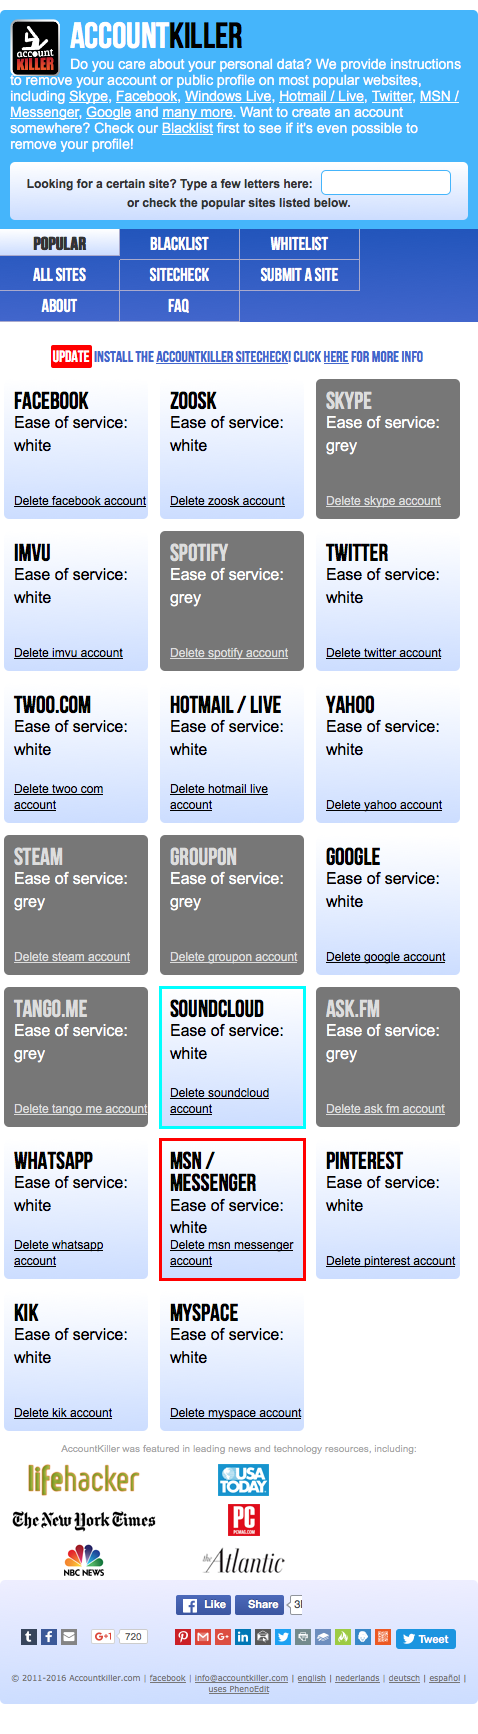 account
KILLER
ACCOUNTKILLER
Do you care about your personal data? We provide instructions
to remove your account or public profile on most popular websites,
including Skype, Facebook, Windows Live, Hotmail / Live, Twitter, MSN /
Messenger, Google and many more. Want to create an account
somewhere? Check our Blacklist first to see if it's even possible to
remove your profile!
Looking for a certain site? Type a few letters here:
or check the popular sites listed below.
POPULAR BLACKLIST WHITELIST
ALL SITES SITECHECK SUBMIT A SITE
ABOUT FAQ
UPDATE INSTALL THE ACCOUNTKILLER SITECHECK! CLICK HERE FOR MORE INFO
FACEBOOK
Ease of service:
white
Delete facebook account
ZOOSK
Ease of service:
white
Delete zoosk account
SKYPE
Ease of service:
grey
Delete skype account
IMVU
Ease of service:
white
Delete imvu account
SPOTIFY
Ease of service:
grey
Delete spotify account
TWITTER
Ease of service:
white
Delete twitter account
TWOO.COM
Ease of service:
white
Delete twoo com
account
HOTMAIL / LIVE
Ease of service:
white
Delete hotmail live
account
YAHOO
Ease of service:
white
Delete yahoo account
STEAM
Ease of service:
grey
Delete steam account
GROUPON
Ease of service:
grey
Delete groupon account
GOOGLE
Ease of service:
white
Delete google account
TANGO.ME
Ease of service:
grey
Delete tango me account
SOUNDCLOUD
Ease of service:
white
Delete soundcloud
account
ASK.FM
Ease of service:
grey
Delete ask fm account
WHATSAPP
Ease of service:
white
Delete whatsapp
account
MSN /
MESSENGER
Ease of service:
white
Delete msn messenger
account
PINTEREST
Ease of service:
white
Delete pinterest account
KIK
Ease of service:
white
Delete kik account
MYSPACE
Ease of service:
white
Delete myspace account
AccountKiller was featured in leading news and technology resources, including:
lifehacker
USA
TODAY
The New York Times
PC
PCMAG.COM
NBC NEWS
the Atlantic
Like Share
+1 720
Tweet
© 2011-2016 Accountkiller.com | facebook | info@accountkiller.com | english | nederlands | deutsch | español |
uses PhenoEdit